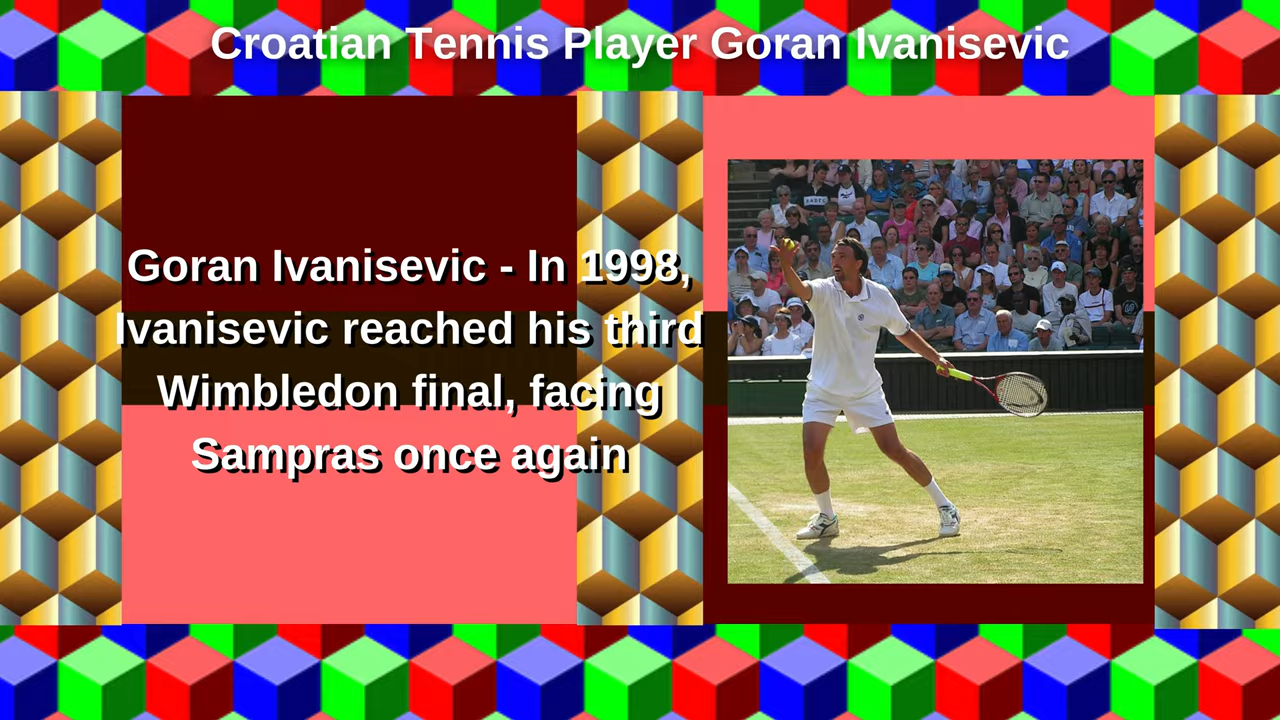 Croatian Tennis Player Goran Ivanisevic
Goran Ivanisevic - In 1998,
Ivanisevic reached his third
Wimbledon final, facing
Sampras once again